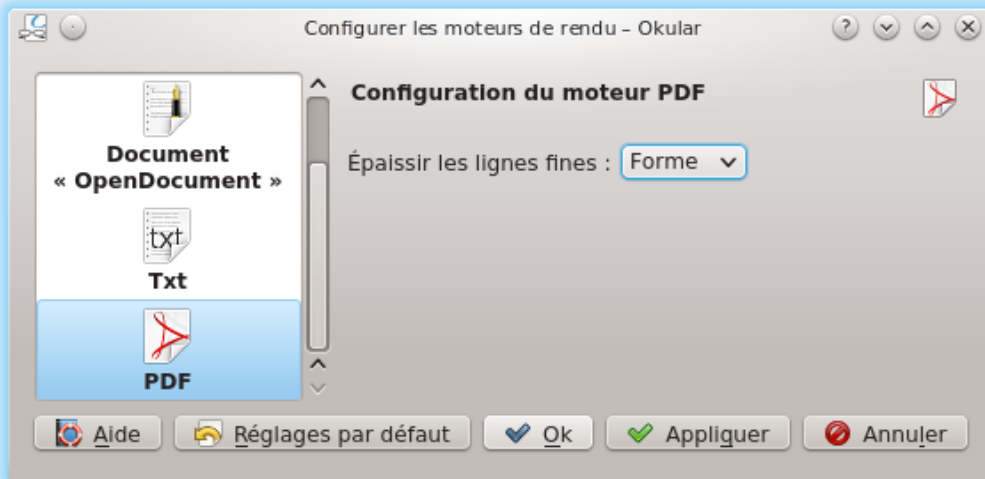 Configurer les moteurs de rendu – Okular
Document
« OpenDocument »
txt
Txt
PDF
Configuration du moteur PDF
Épaissir les lignes fines : Forme
Aide
Réglages par défaut
Ok
Appliquer
Annuler